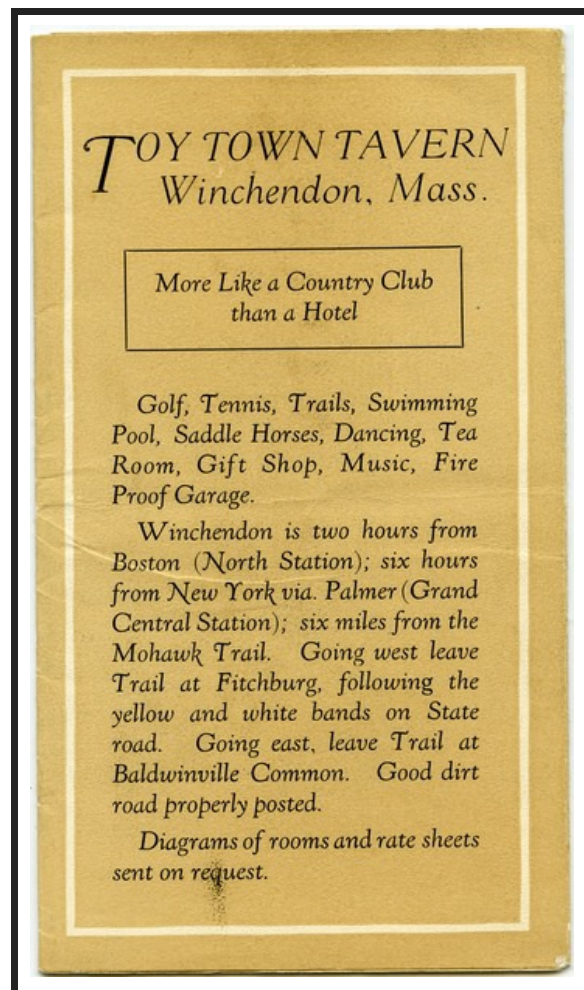 TOY TOWN TAVERN
Winchendon, Mass.
More Like a Country Club
than a Hotel
Golf, Tennis, Trails, Swimming
Pool, Saddle Horses, Dancing, Tea
Room, Gift Shop, Music, Fire
Proof Garage.
Winchendon is two hours from
Boston (North Station); six hours
from New York via. Palmer (Grand
Central Station); six miles from the
Mohawk Trail. Going west leave
Trail at Fitchburg, following the
yellow and white bands on State
road. Going east, leave Trail at
Baldwinville Common. Good dirt
road properly posted.
Diagrams of rooms and rate sheets
sent on request.